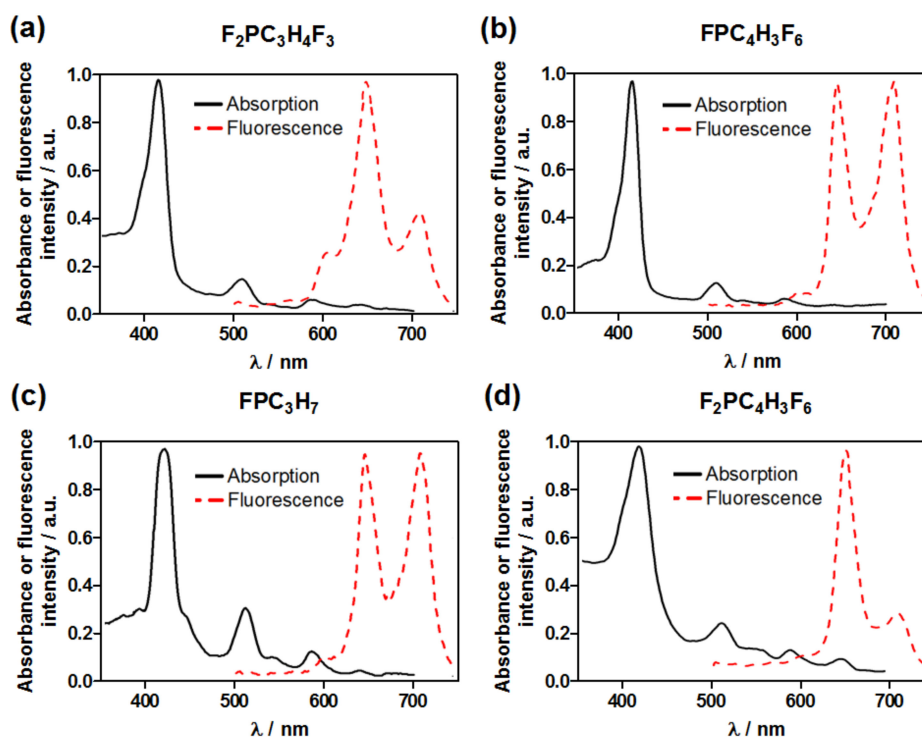 (a)
F₂PC₃H₄F₃
Absorbance or fluorescence
intensity / a.u.
1.0
0.8
0.6
0.4
0.2
0.0
Absorption
Fluorescence
400
500
600
700
λ / nm
(b)
FPC₄H₃F₆
Absorbance or fluorescence
intensity / a.u.
1.0
0.8
0.6
0.4
0.2
0.0
Absorption
Fluorescence
400
500
600
700
λ / nm
(c)
FPC₃H₇
Absorbance or fluorescence
intensity / a.u.
1.0
0.8
0.6
0.4
0.2
0.0
Absorption
Fluorescence
400
500
600
700
λ / nm
(d)
F₂PC₄H₃F₆
Absorbance or fluorescence
intensity / a.u.
1.0
0.8
0.6
0.4
0.2
0.0
Absorption
Fluorescence
400
500
600
700
λ / nm